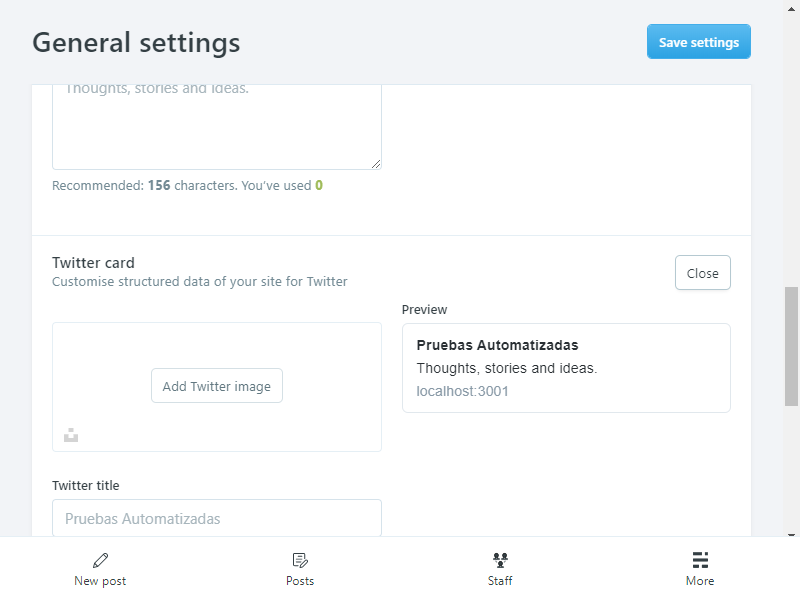 General settings
Save settings
Thoughts, stories and ideas.
Recommended: 156 characters. You've used 0
Twitter card
Customise structured data of your site for Twitter
Close
Preview
Pruebas Automatizadas
Thoughts, stories and ideas.
localhost:3001
Add Twitter image
Twitter title
Pruebas Automatizadas
New post
Posts
Staff
More